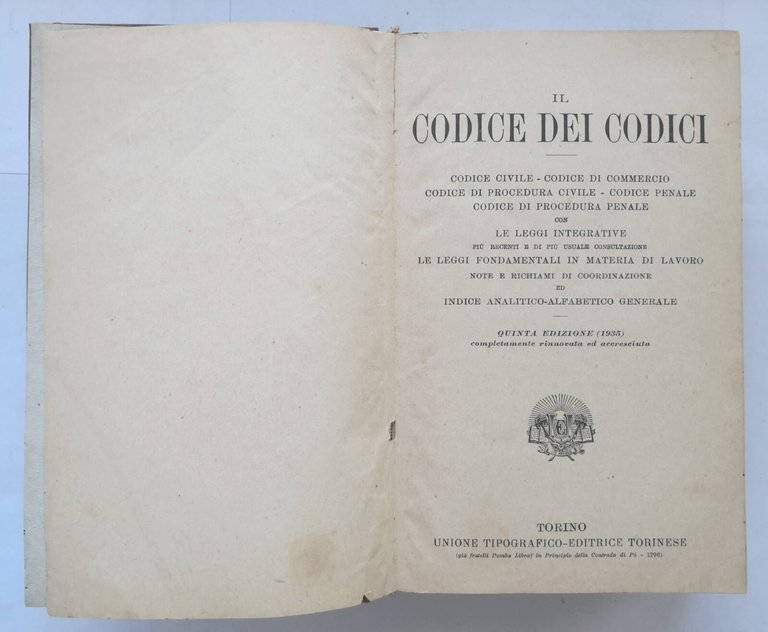 IL
CODICE DEI CODICI
CODICE CIVILE - CODICE DI COMMERCIO
CODICE DI PROCEDURA CIVILE - CODICE PENALE
CODICE DI PROCEDURA PENALE
CON
LE LEGGI INTEGRATIVE
PIÙ RECENTI E DI PIÙ USUALE CONSULTAZIONE
LE LEGGI FONDAMENTALI IN MATERIA DI LAVORO
NOTE E RICHIAMI DI COORDINAZIONE
ED
INDICE ANALITICO-ALFABETICO GENERALE
QUINTA EDIZIONE (1935)
completamente rinnovata ed accresciuta
TORINO
UNIONE TIPOGRAFICO-EDITRICE TORINESE
(già fratelli Pomba Librai in Principio della Contrada di Po - 1796)